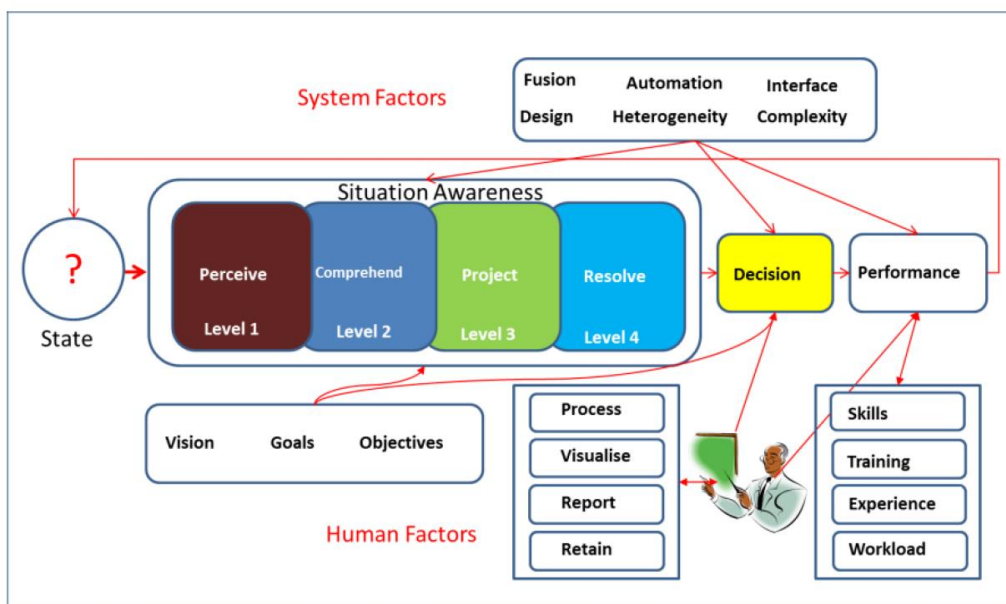 System Factors
Fusion Automation Interface
Design Heterogeneity Complexity
Situation Awareness
?
State
Perceive
Level 1
Comprehend
Level 2
Project
Level 3
Resolve
Level 4
Decision
Performance
Vision Goals Objectives
Human Factors
Process
Visualise
Report
Retain
Skills
Training
Experience
Workload